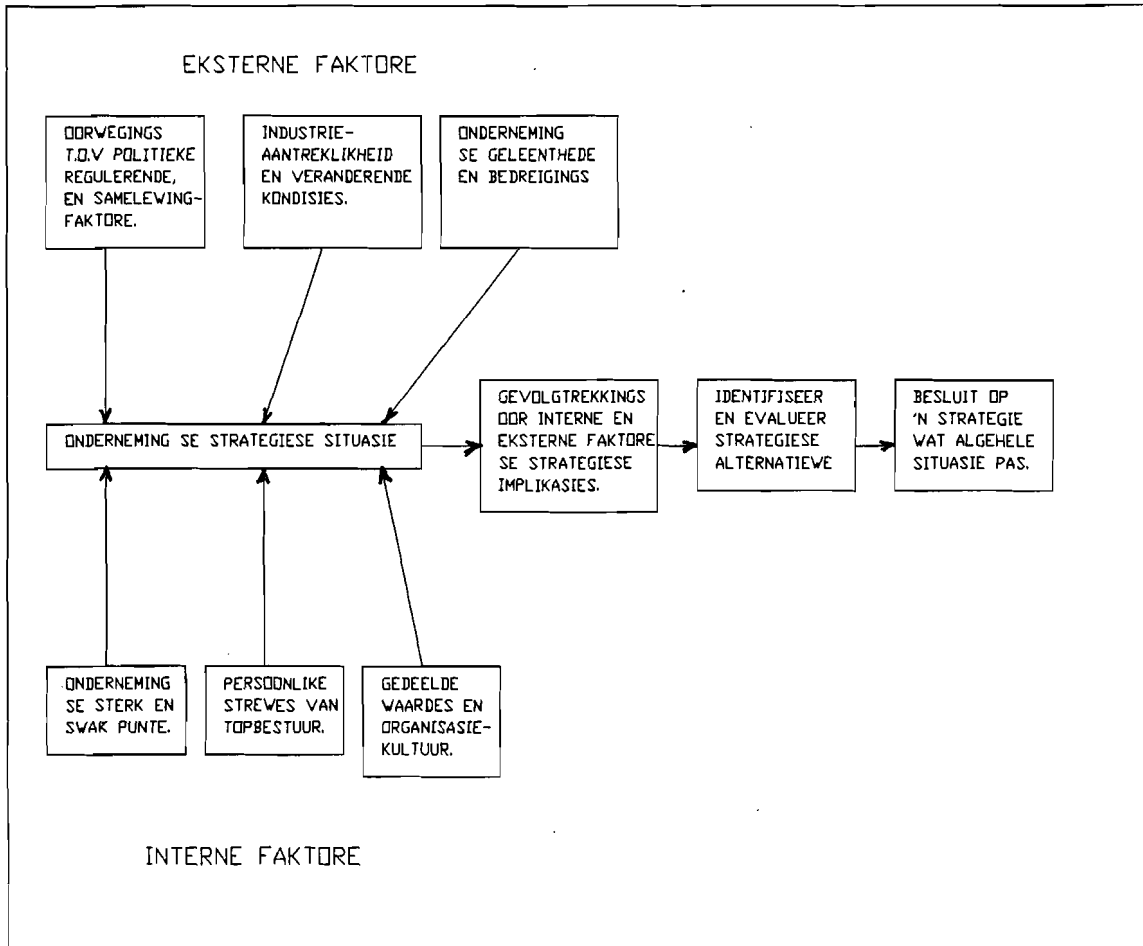 EKSTERNE FAKTORE
OORWEGINGS
T.O.V POLITIEKE
REGULERENDE,
EN SAMELEWING-
FAKTORE.
INDUSTRIE-
AANTREKLIKHEID
EN VERANDERENDE
KONDISIES.
ONDERNEMING
SE GELEENTHEDE
EN BEDREIGINGS
ONDERNEMING SE STRATEGIESE SITUASIE
GEVOLGTREKKINGS
OOR INTERNE EN
EKSTERNE FAKTORE
SE STRATEGIESE
IMPLIKASIES.
IDENTIFISEER
EN EVALUEER
STRATEGIESE
ALTERNATIEWE
BESLUIT OP
'N STRATEGIE
WAT ALGEHELE
SITUASIE PAS.
ONDERNEMING
SE STERK EN
SWAK PUNTE.
PERSOONLIKE
STREWES VAN
TOPBESTUUR.
GEDEELDE
WAARDES EN
ORGANISASIE-
KULTUUR.
INTERNE FAKTORE